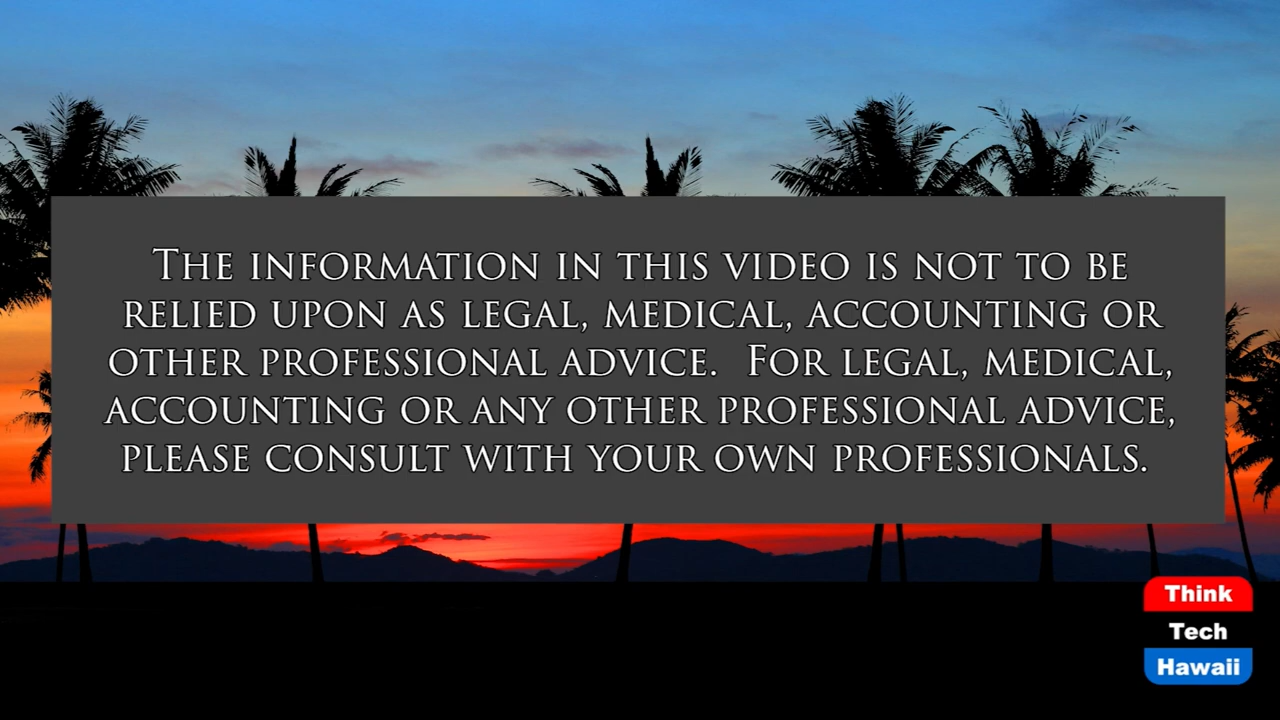 The information in this video is not to be
relied upon as legal, medical, accounting or
other professional advice.  For legal, medical,
accounting or any other professional advice,
please consult with your own professionals.
Think
Tech
Hawaii